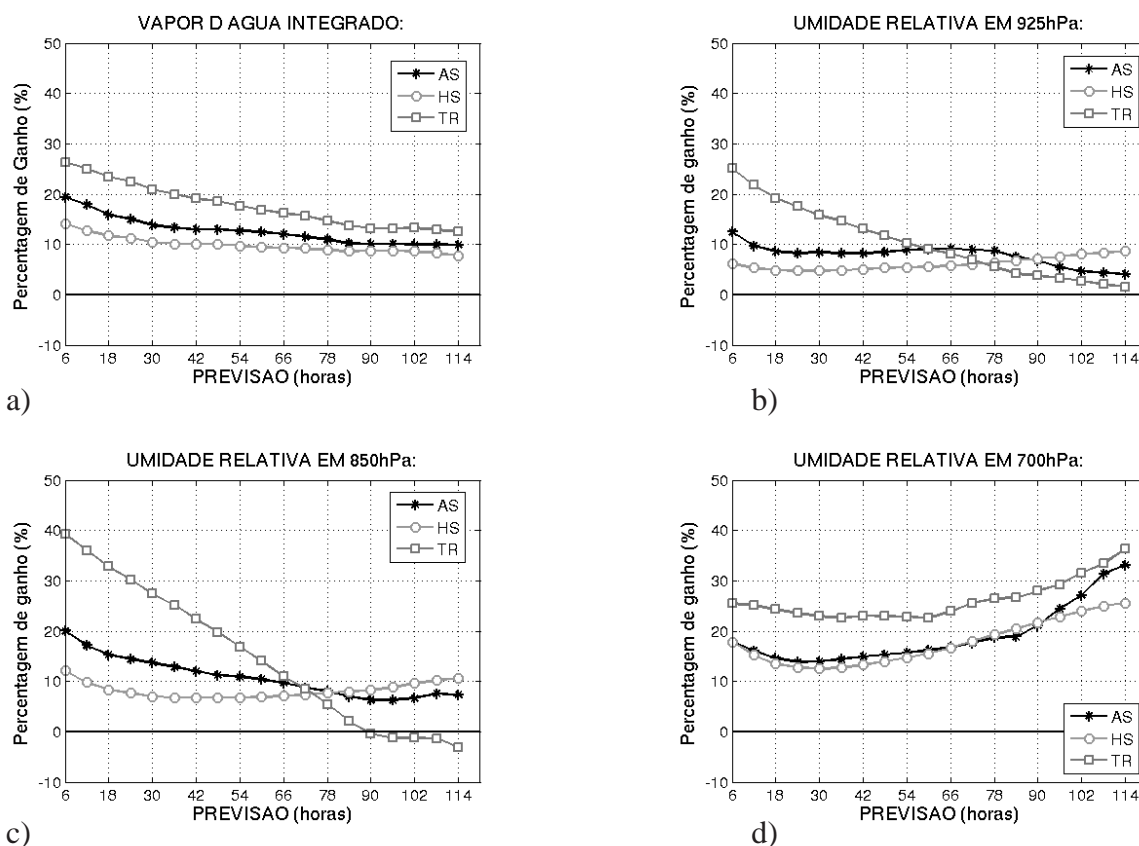 VAPOR D AGUA INTEGRADO:
50
40
30
20
10
0
-10
Percentagem de Ganho (%)
AS
HS
TR
6 18 30 42 54 66 78 90 102 114
PREVISAO (horas)
a)
UMIDADE RELATIVA EM 925hPa:
50
40
30
20
10
0
-10
Percentagem de ganho (%)
AS
HS
TR
6 18 30 42 54 66 78 90 102 114
PREVISAO (horas)
b)
UMIDADE RELATIVA EM 850hPa:
50
40
30
20
10
0
-10
Percentagem de ganho (%)
AS
HS
TR
6 18 30 42 54 66 78 90 102 114
PREVISAO (horas)
c)
UMIDADE RELATIVA EM 700hPa:
50
40
30
20
10
0
-10
Percentagem de ganho (%)
AS
HS
TR
6 18 30 42 54 66 78 90 102 114
PREVISAO (horas)
d)